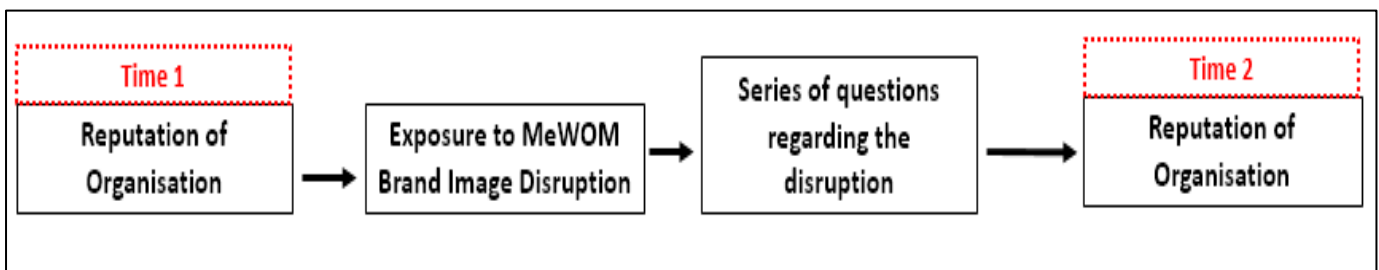 Time 1
Reputation of
Organisation
Exposure to MeWOM
Brand Image Disruption
Series of questions
regarding the
disruption
Time 2
Reputation of
Organisation